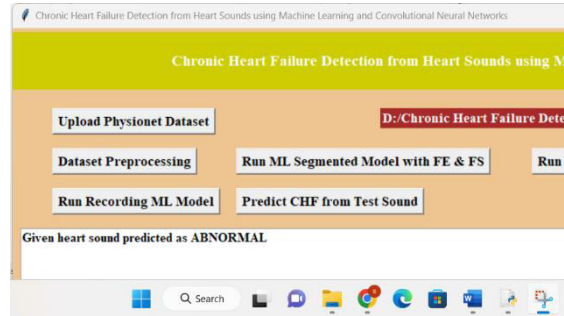 Chronic Heart Failure Detection from Heart Sounds using Machine Learning and Convolutional Neural Networks
Chronic Heart Failure Detection from Heart Sounds using M
Upload Physionet Dataset
D:/Chronic Heart Failure Dete
Dataset Preprocessing
Run ML Segmented Model with FE & FS
Run
Run Recording ML Model
Predict CHF from Test Sound
Given heart sound predicted as ABNORMAL
Search